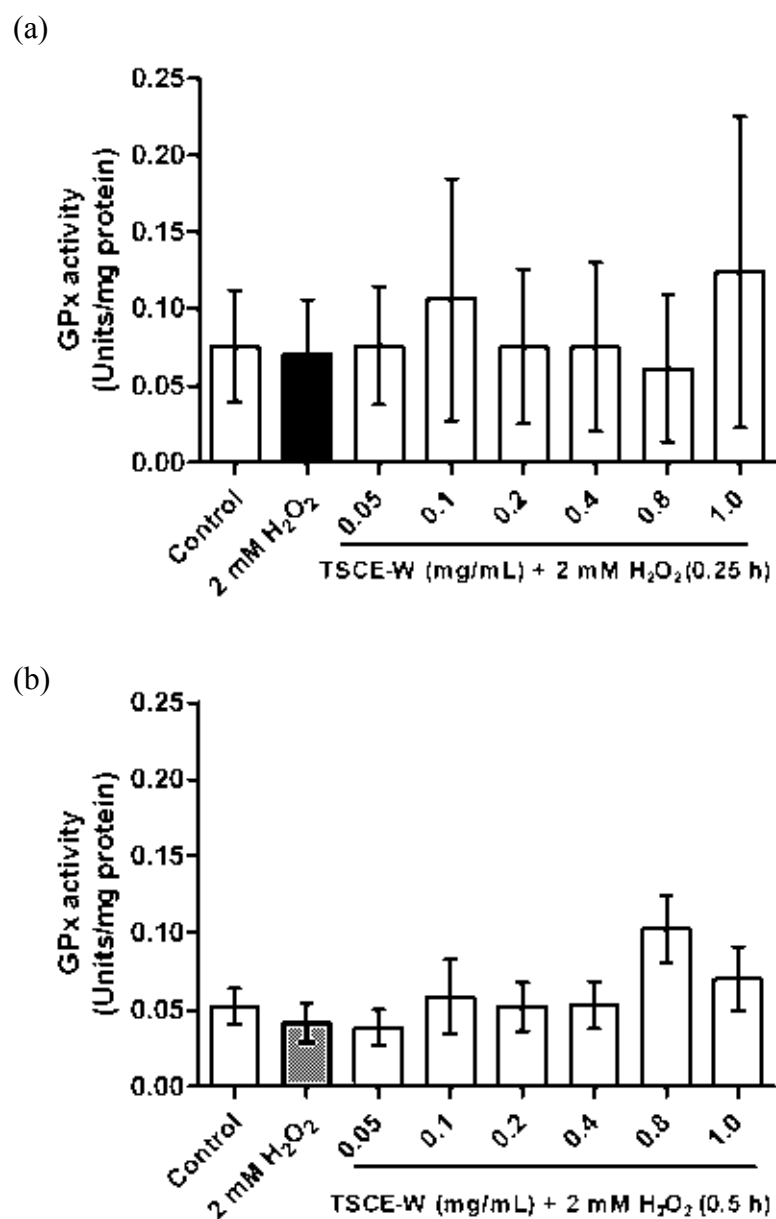 (a)
0.25
0.20
0.15
0.10
0.05
0.00
GPx activity
(Units/mg protein)
Control
2 mM H₂O₂
0.05
0.1
0.2
0.4
0.8
1.0
TSCE-W (mg/mL) + 2 mM H₂O₂ (0.25 h)
(b)
0.25
0.20
0.15
0.10
0.05
0.00
GPx activity
(Units/mg protein)
Control
2 mM H₂O₂
0.05
0.1
0.2
0.4
0.8
1.0
TSCE-W (mg/mL) + 2 mM H₂O₂ (0.5 h)